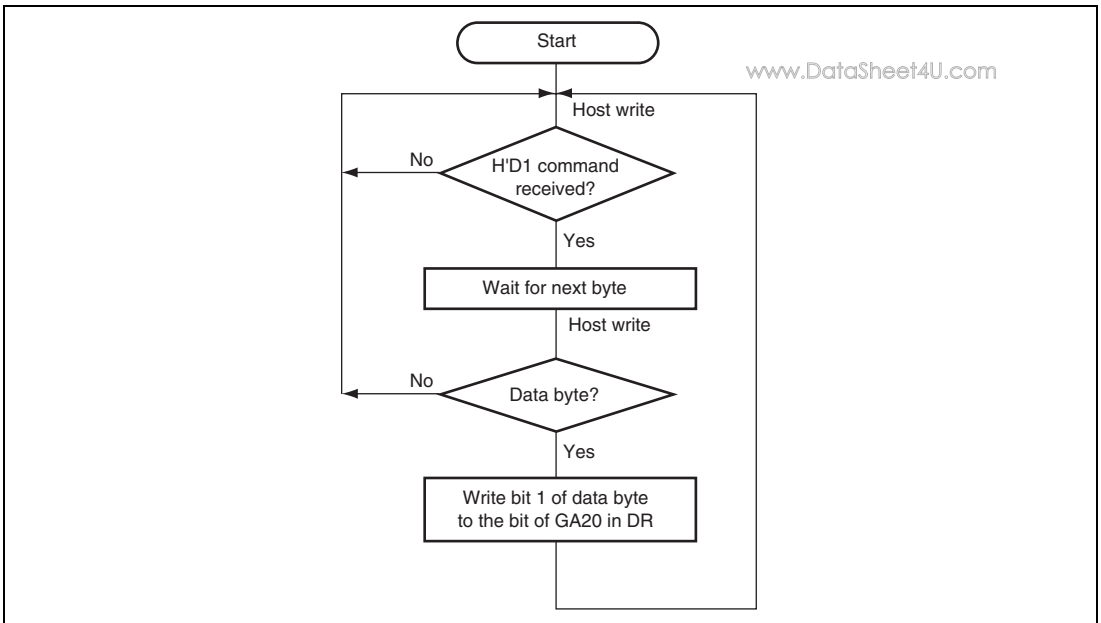 Start
www.DataSheet4U.com
Host write
No
H'D1 command
received?
Yes
Wait for next byte
Host write
No
Data byte?
Yes
Write bit 1 of data byte
to the bit of GA20 in DR